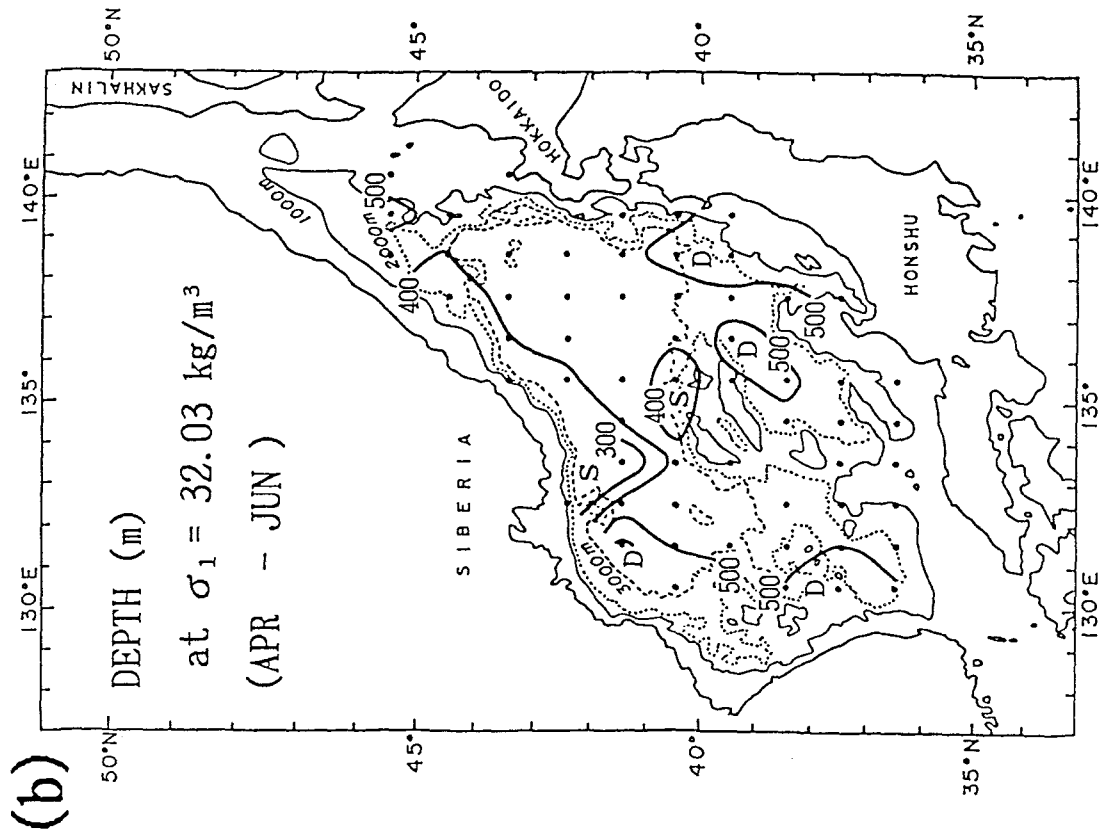 (b)
DEPTH (m)
at σ₁ = 32.03 kg/m³
(APR - JUN )
130°E
135°
140°E
50°N
45°
40°
35°N
SAKHALIN
HOKKAIDO
HONSHU
SIBERIA
1000m
2000m
3000m
500
400
S
300
D
400
S
D
500
D
500
500
500
D
50°N
45°
40°
35°N
130°E
135°
140°E